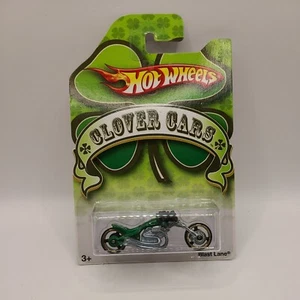 HOT WHEELS
CLOVER CARS
3+
Blast Lane